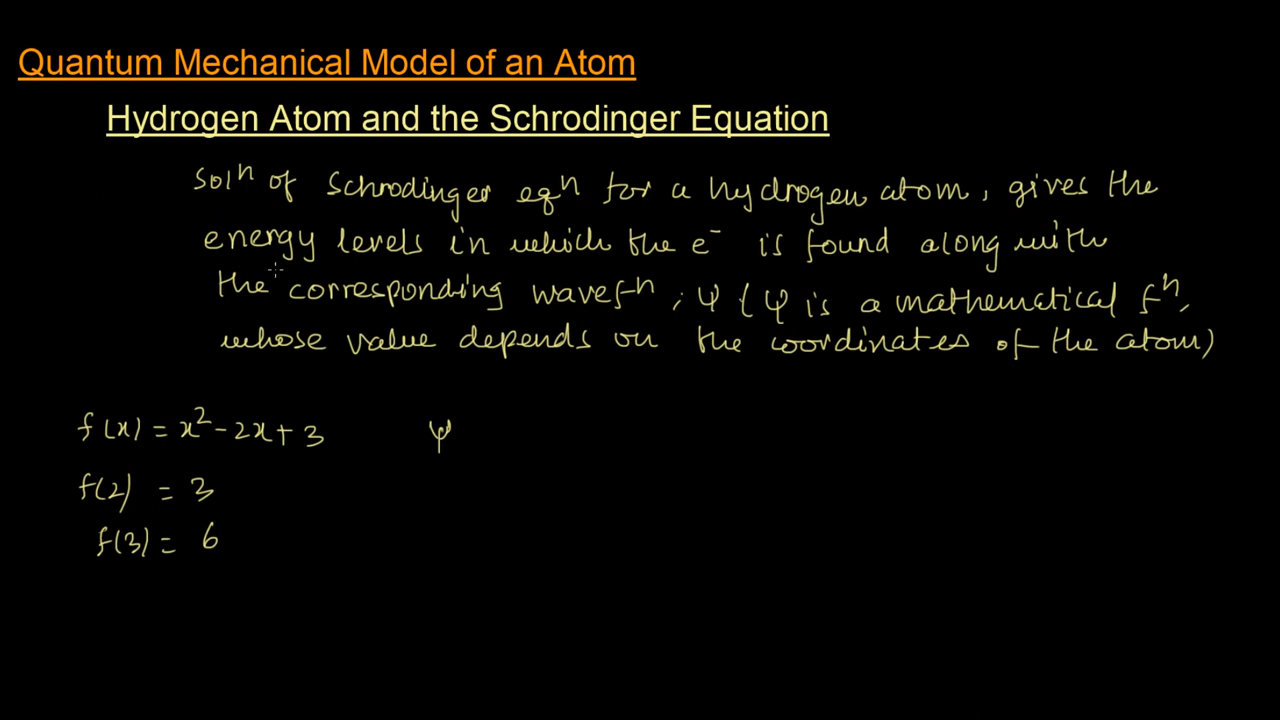 Quantum Mechanical Model of an Atom
Hydrogen Atom and the Schrodinger Equation
Solⁿ of Schrodinger eqⁿ for a hydrogen atom, gives the
energy levels in which the e⁻ is found along with
the corresponding wavefⁿ, ψ (ψ is a mathematical fⁿ,
whose value depends on the coordinates of the atom)
f(x) = x² - 2x + 3 ψ
f(2) = 3
f(3) = 6